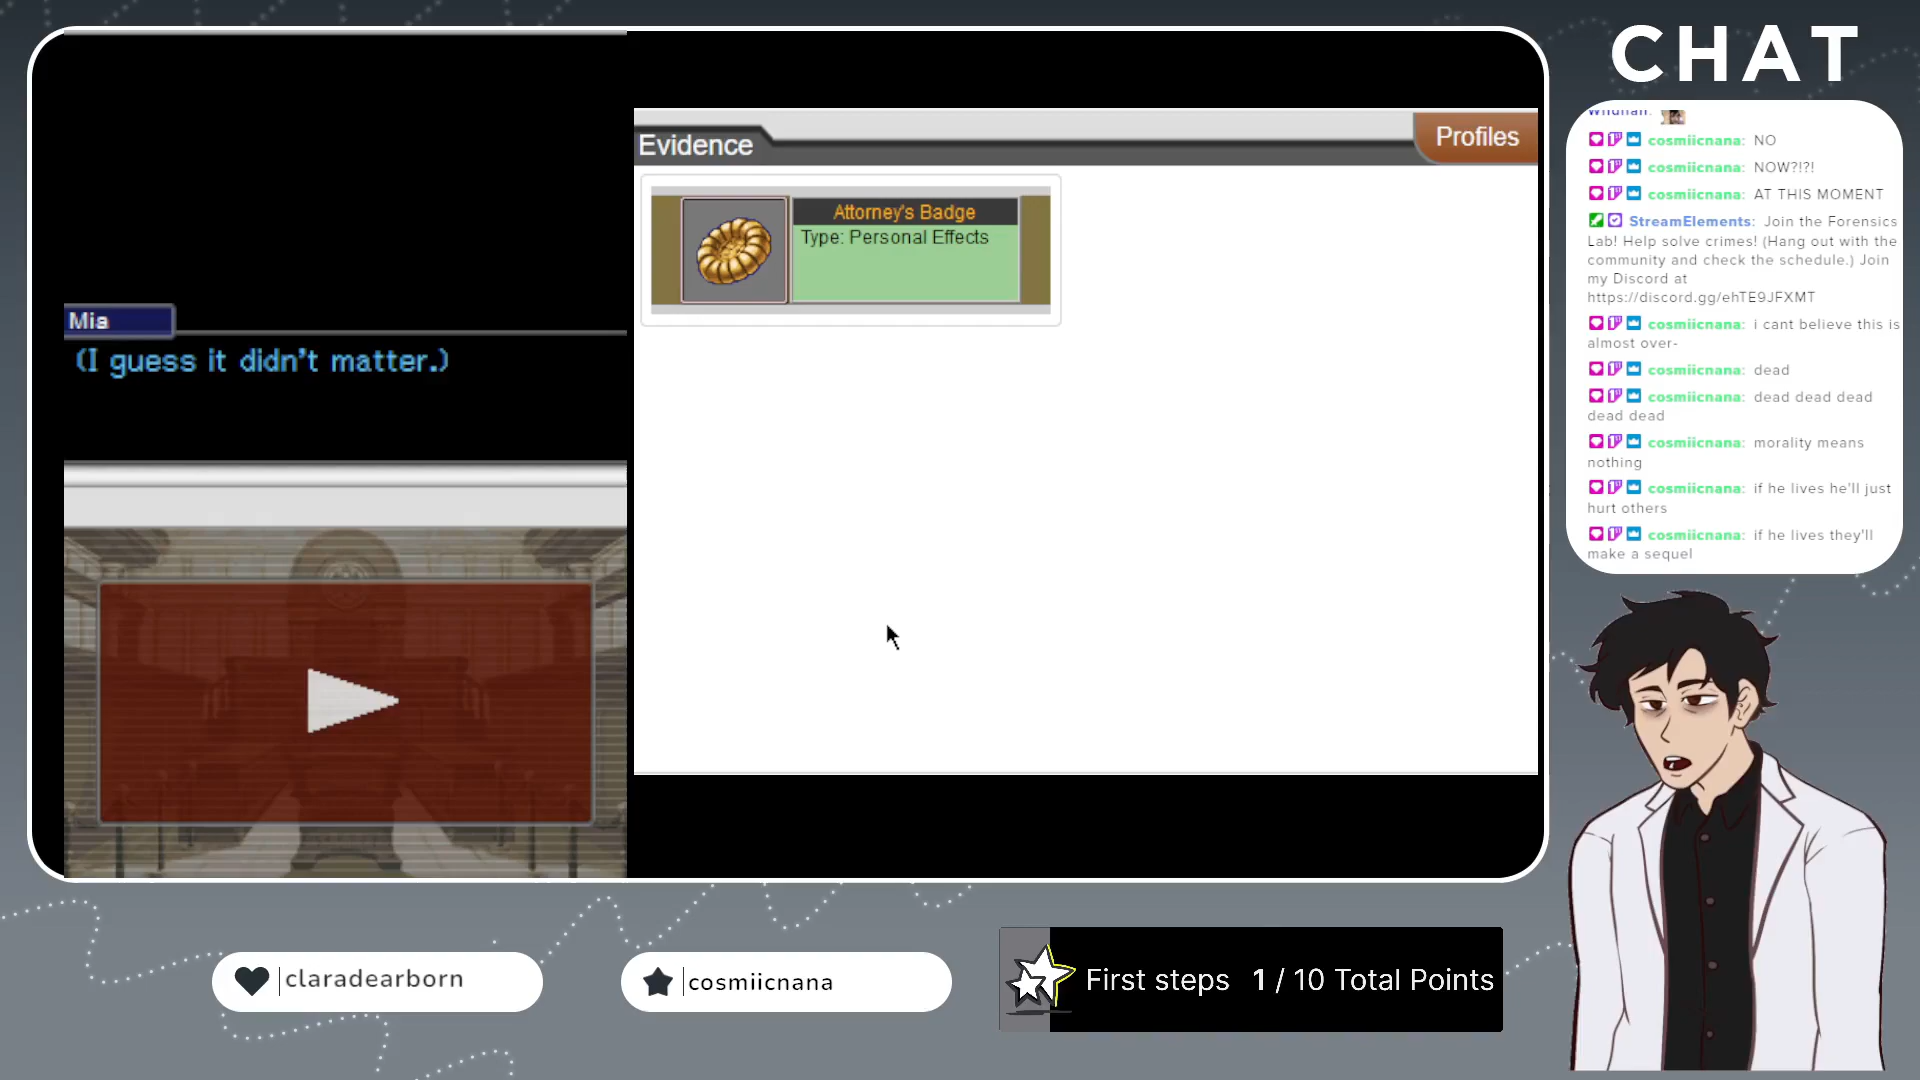 CHAT
Evidence
Profiles
Attorney's Badge
Type: Personal Effects
Mia
(I guess it didn't matter.)
cosmiicnana: NO
cosmiicnana: NOW?!?!
cosmiicnana: AT THIS MOMENT
StreamElements: Join the Forensics
Lab! Help solve crimes! (Hang out with the
community and check the schedule.) Join
my Discord at
https://discord.gg/ehTE9JFXMT
cosmiicnana: i cant believe this is
almost over-
cosmiicnana: dead
cosmiicnana: dead dead dead
dead dead
cosmiicnana: morality means
nothing
cosmiicnana: if he lives he'll just
hurt others
cosmiicnana: if he lives they'll
make a sequel
claradearborn
cosmiicnana
First steps 1 / 10 Total Points